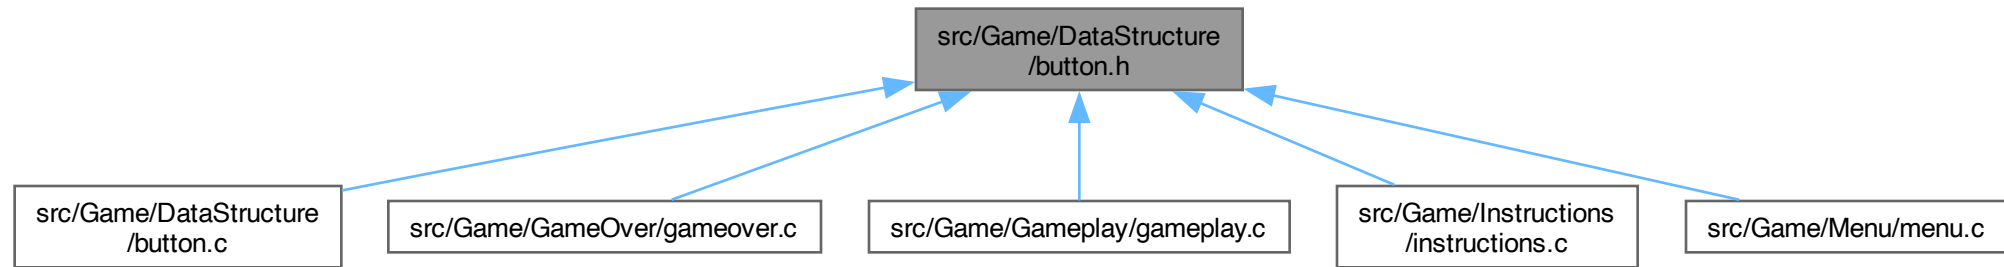 src/Game/DataStructure
/button.h
src/Game/DataStructure
/button.c
src/Game/GameOver/gameover.c
src/Game/Gameplay/gameplay.c
src/Game/Instructions
/instructions.c
src/Game/Menu/menu.c